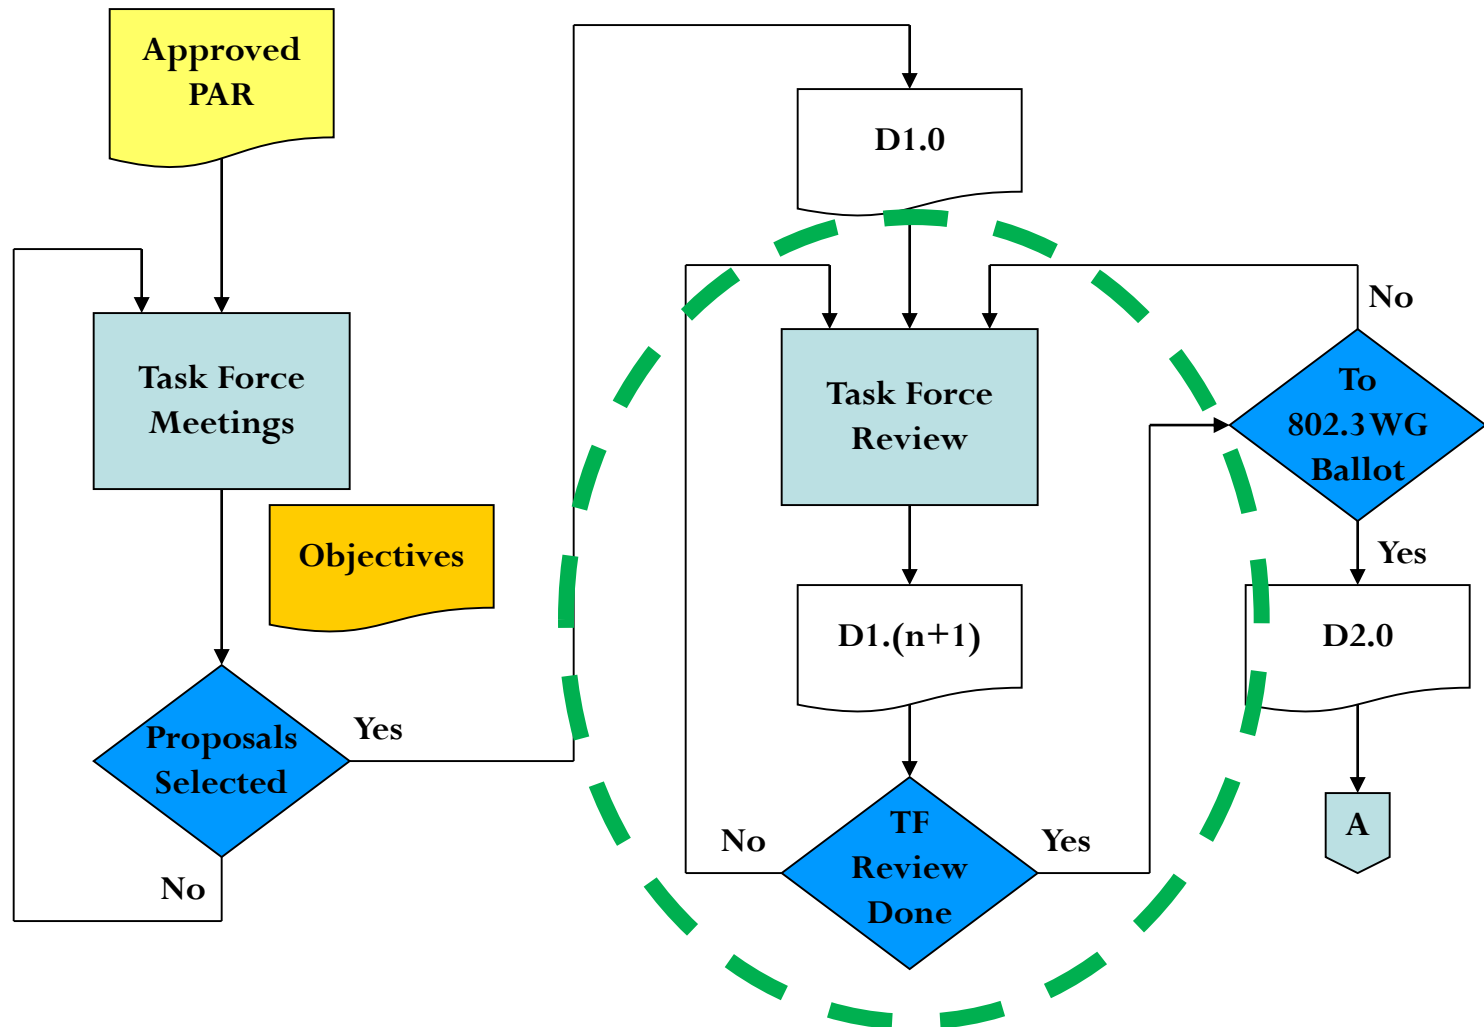 Approved
PAR
Task Force
Meetings
Objectives
Proposals
Selected
Yes
No
D1.0
Task Force
Review
D1.(n+1)
TF
Review
Done
No
Yes
To
802.3 WG
Ballot
No
Yes
D2.0
A